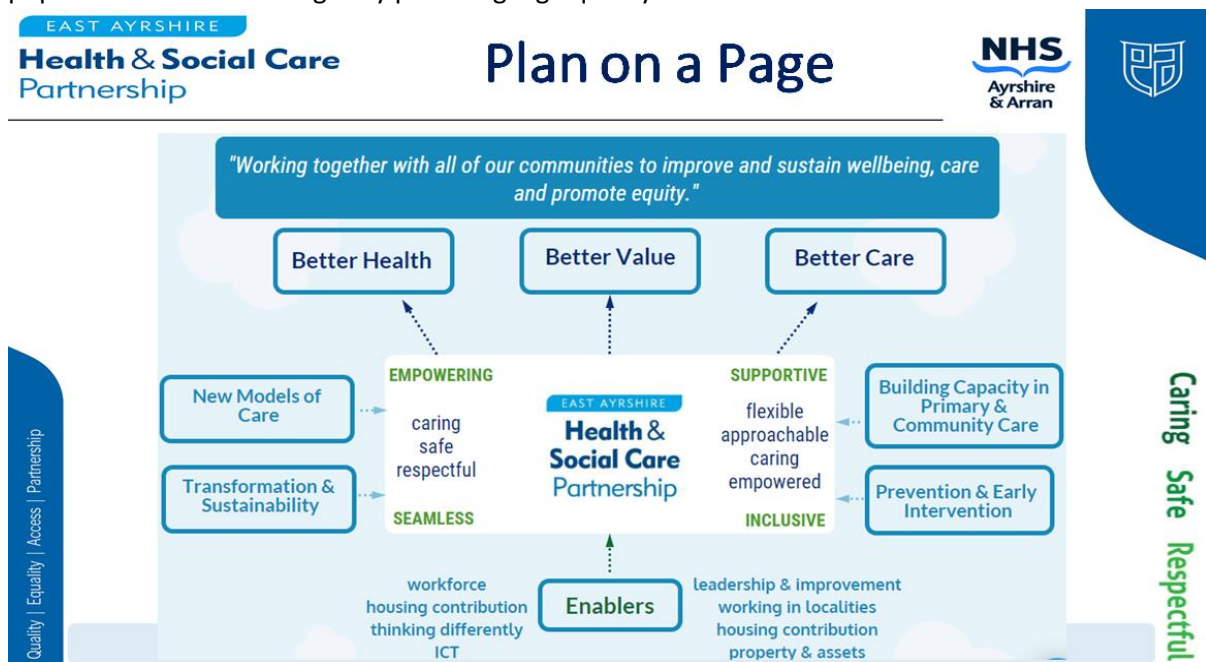 EAST AYRSHIRE
Health & Social Care
Partnership
Plan on a Page
NHS
Ayrshire
& Arran
"Working together with all of our communities to improve and sustain wellbeing, care
and promote equity."
Better Health
Better Value
Better Care
New Models of
Care
Transformation &
Sustainability
EMPOWERING
caring
safe
respectful
SEAMLESS
EAST AYRSHIRE
Health &
Social Care
Partnership
SUPPORTIVE
flexible
approachable
caring
empowered
INCLUSIVE
Building Capacity in
Primary &
Community Care
Prevention & Early
Intervention
workforce
housing contribution
thinking differently
ICT
Enablers
leadership & improvement
working in localities
housing contribution
property & assets
Quality | Equality | Access | Partnership
Caring Safe Respectful